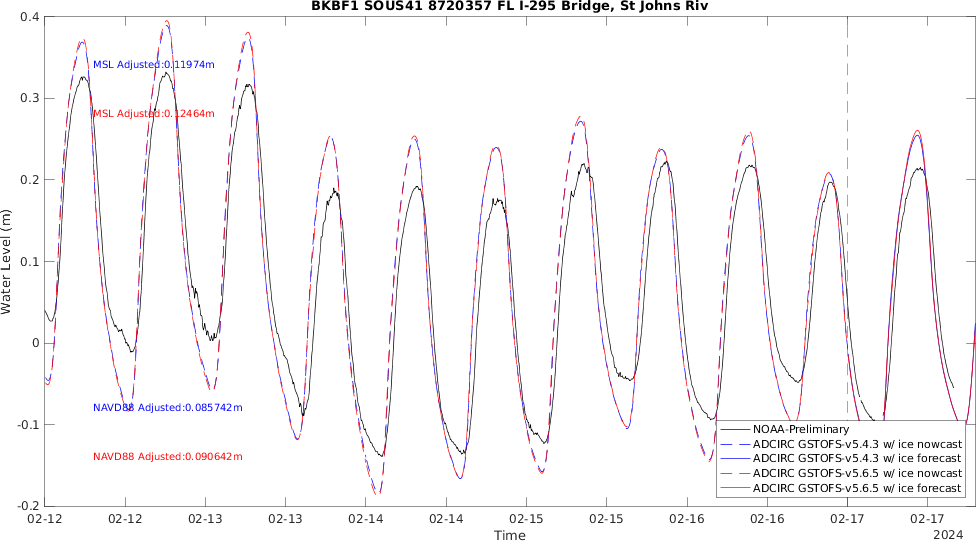 BKBF1 SOUS41 8720357 FL I-295 Bridge, St Johns Riv
0.4
MSL Adjusted:0.11974m
0.3
MSL Adjusted:0.12464m
0.2
Water Level (m)
0.1
0
NAVD88 Adjusted:0.085742m
-0.1
NOAA-Preliminary
ADCIRC GSTOFS-v5.4.3 w/ ice nowcast
ADCIRC GSTOFS-v5.4.3 w/ ice forecast
NAVD88 Adjusted:0.090642m
ADCIRC GSTOFS-v5.6.5 w/ ice nowcast
ADCIRC GSTOFS-v5.6.5 w/ ice forecast
-0.2
02-12 02-12 02-13 02-13 02-14 02-14 02-15 02-15 02-16 02-16 02-17 02-17
Time
2024